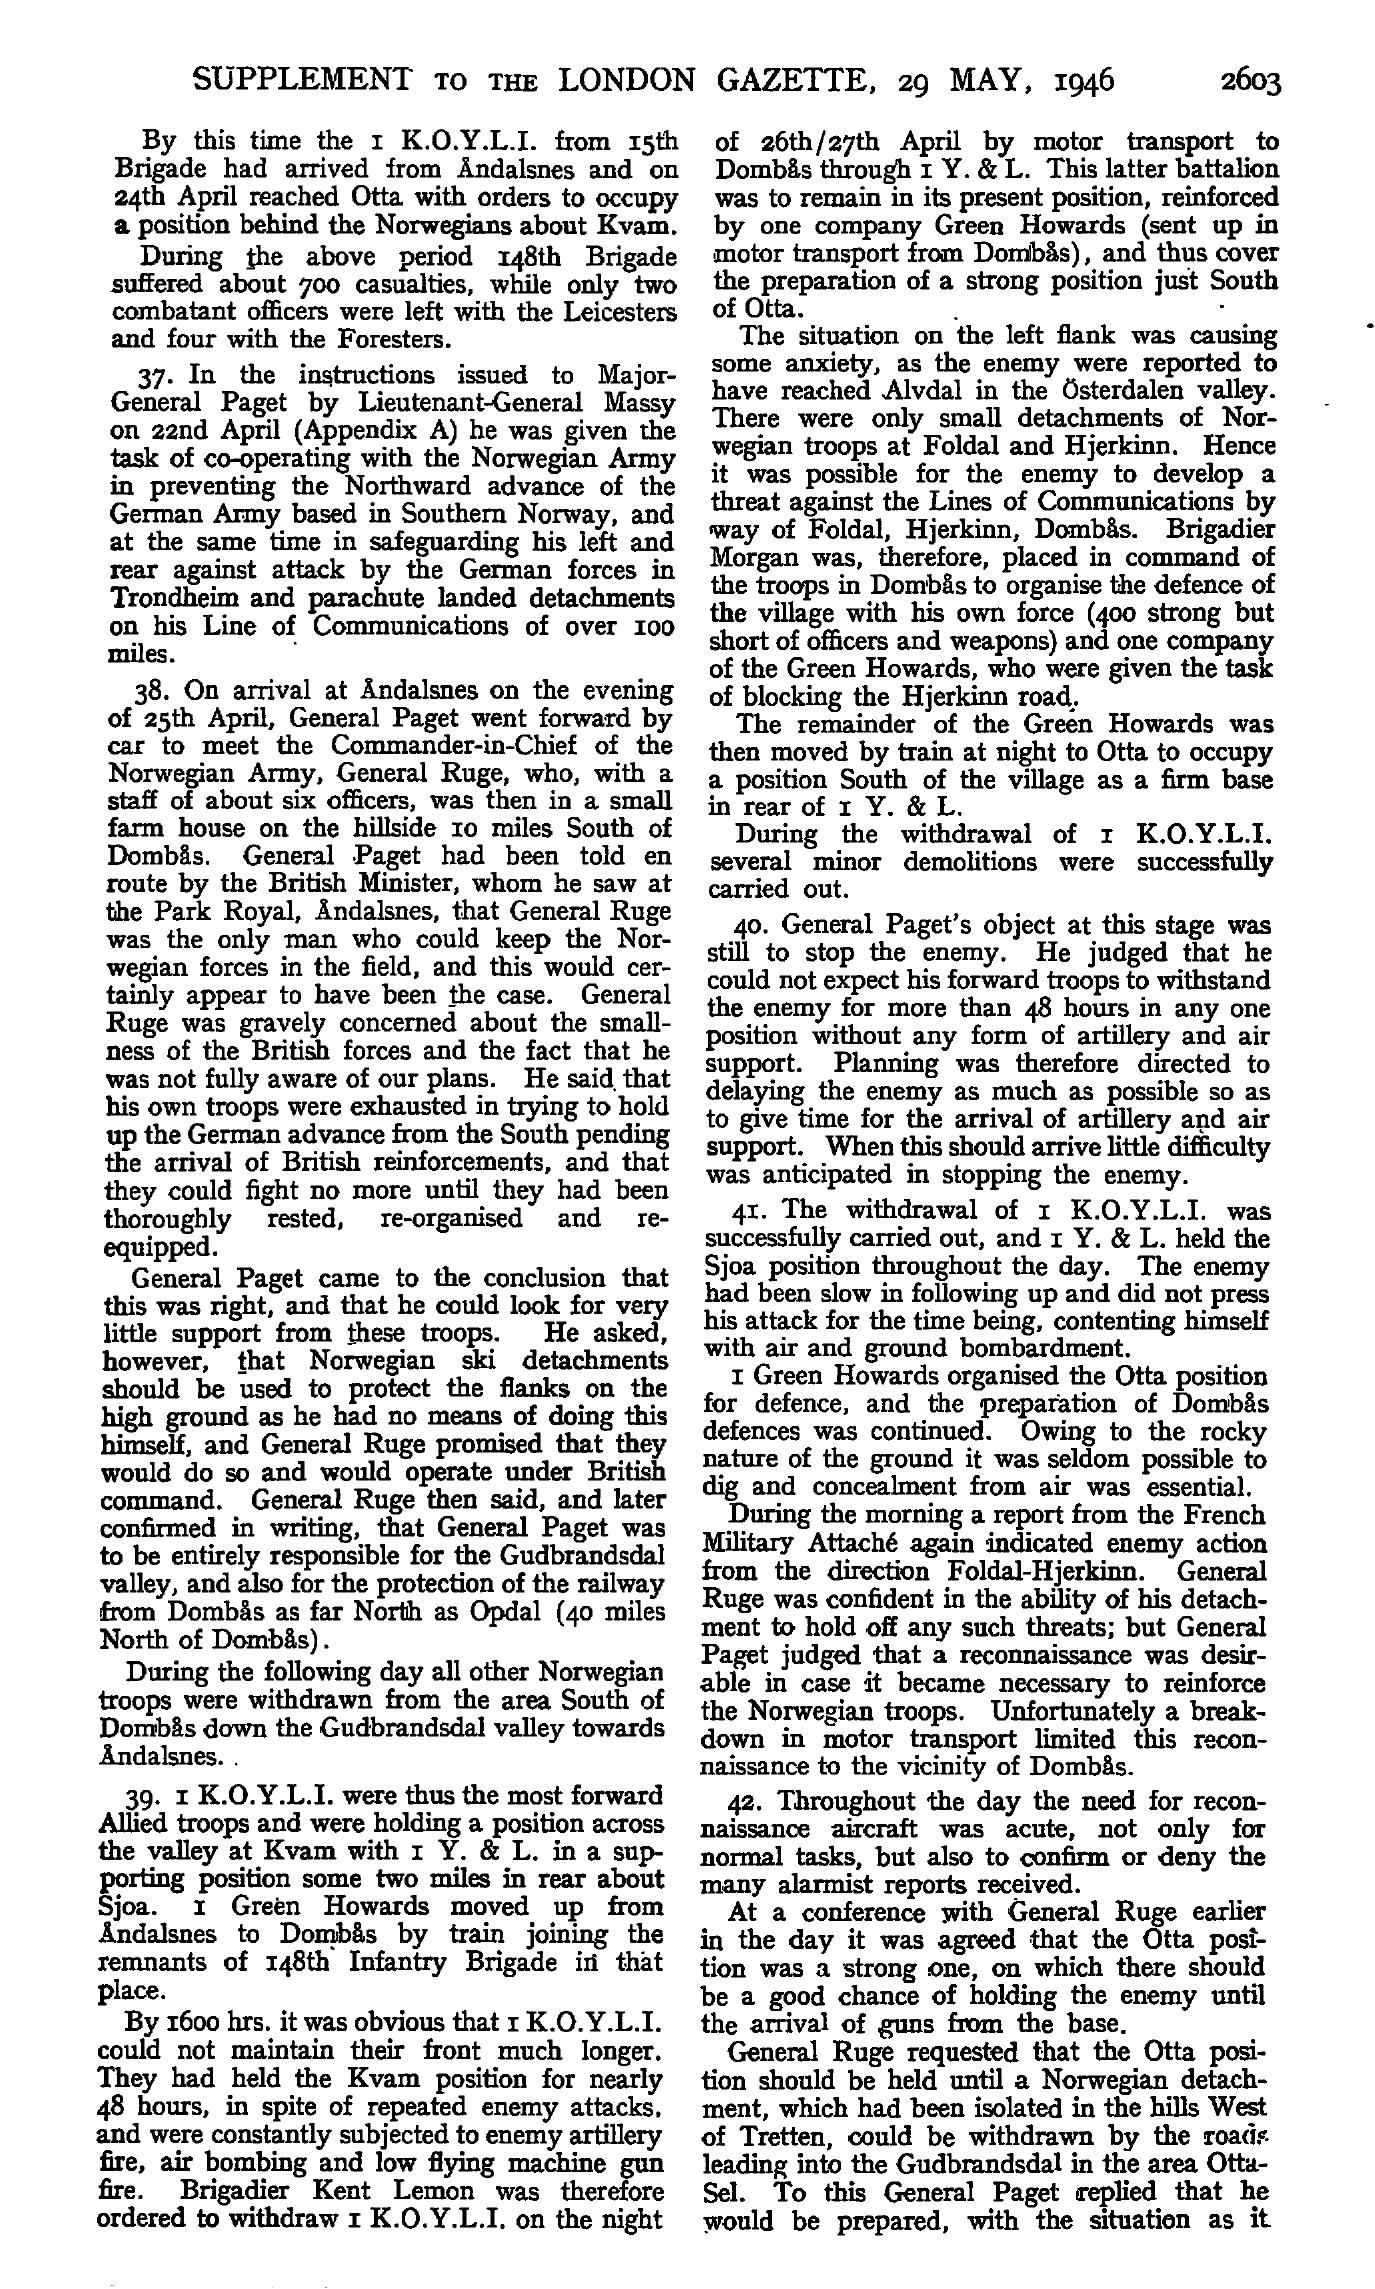 SUPPLEMENT TO THE LONDON GAZETTE, 29 MAY, 1946 2603
By this time the 1 K.O.Y.L.I. from 15th
Brigade had arrived from Åndalsnes and on
24th April reached Otta with orders to occupy
a position behind the Norwegians about Kvam.
During the above period 148th Brigade
suffered about 700 casualties, while only two
combatant officers were left with the Leicesters
and four with the Foresters.
37. In the instructions issued to Major-
General Paget by Lieutenant-General Massy
on 22nd April (Appendix A) he was given the
task of co-operating with the Norwegian Army
in preventing the Northward advance of the
German Army based in Southern Norway, and
at the same time in safeguarding his left and
rear against attack by the German forces in
Trondheim and parachute landed detachments
on his Line of Communications of over 100
miles.
38. On arrival at Åndalsnes on the evening
of 25th April, General Paget went forward by
car to meet the Commander-in-Chief of the
Norwegian Army, General Ruge, who, with a
staff of about six officers, was then in a small
farm house on the hillside 10 miles South of
Dombås. General Paget had been told en
route by the British Minister, whom he saw at
the Park Royal, Åndalsnes, that General Ruge
was the only man who could keep the Nor-
wegian forces in the field, and this would cer-
tainly appear to have been the case. General
Ruge was gravely concerned about the small-
ness of the British forces and the fact that he
was not fully aware of our plans. He said that
his own troops were exhausted in trying to hold
up the German advance from the South pending
the arrival of British reinforcements, and that
they could fight no more until they had been
thoroughly rested, re-organised and re-
equipped.
General Paget came to the conclusion that
this was right, and that he could look for very
little support from these troops. He asked,
however, that Norwegian ski detachments
should be used to protect the flanks on the
high ground as he had no means of doing this
himself, and General Ruge promised that they
would do so and would operate under British
command. General Ruge then said, and later
confirmed in writing, that General Paget was
to be entirely responsible for the Gudbrandsdal
valley, and also for the protection of the railway
from Dombås as far North as Opdal (40 miles
North of Dombås).
During the following day all other Norwegian
troops were withdrawn from the area South of
Dombås down the Gudbrandsdal valley towards
Åndalsnes.
39. 1 K.O.Y.L.I. were thus the most forward
Allied troops and were holding a position across
the valley at Kvam with 1 Y. & L. in a sup-
porting position some two miles in rear about
Sjoa. 1 Green Howards moved up from
Åndalsnes to Dombås by train joining the
remnants of 148th Infantry Brigade in that
place.
By 1600 hrs. it was obvious that 1 K.O.Y.L.I.
could not maintain their front much longer.
They had held the Kvam position for nearly
48 hours, in spite of repeated enemy attacks,
and were constantly subjected to enemy artillery
fire, air bombing and low flying machine gun
fire. Brigadier Kent Lemon was therefore
ordered to withdraw 1 K.O.Y.L.I. on the night
of 26th/27th April by motor transport to
Dombås through 1 Y. & L. This latter battalion
was to remain in its present position, reinforced
by one company Green Howards (sent up in
motor transport from Dombås), and thus cover
the preparation of a strong position just South
of Otta.
The situation on the left flank was causing
some anxiety, as the enemy were reported to
have reached Alvdal in the Österdalen valley.
There were only small detachments of Nor-
wegian troops at Foldal and Hjerkinn. Hence
it was possible for the enemy to develop a
threat against the Lines of Communications by
way of Foldal, Hjerkinn, Dombås. Brigadier
Morgan was, therefore, placed in command of
the troops in Dombås to organise the defence of
the village with his own force (400 strong but
short of officers and weapons) and one company
of the Green Howards, who were given the task
of blocking the Hjerkinn road.
The remainder of the Green Howards was
then moved by train at night to Otta to occupy
a position South of the village as a firm base
in rear of 1 Y. & L.
During the withdrawal of 1 K.O.Y.L.I.
several minor demolitions were successfully
carried out.
40. General Paget's object at this stage was
still to stop the enemy. He judged that he
could not expect his forward troops to withstand
the enemy for more than 48 hours in any one
position without any form of artillery and air
support. Planning was therefore directed to
delaying the enemy as much as possible so as
to give time for the arrival of artillery and air
support. When this should arrive little difficulty
was anticipated in stopping the enemy.
41. The withdrawal of 1 K.O.Y.L.I. was
successfully carried out, and 1 Y. & L. held the
Sjoa position throughout the day. The enemy
had been slow in following up and did not press
his attack for the time being, contenting himself
with air and ground bombardment.
1 Green Howards organised the Otta position
for defence, and the preparation of Dombås
defences was continued. Owing to the rocky
nature of the ground it was seldom possible to
dig and concealment from air was essential.
During the morning a report from the French
Military Attaché again indicated enemy action
from the direction Foldal-Hjerkinn. General
Ruge was confident in the ability of his detach-
ment to hold off any such threats; but General
Paget judged that a reconnaissance was desir-
able in case it became necessary to reinforce
the Norwegian troops. Unfortunately a break-
down in motor transport limited this recon-
naissance to the vicinity of Dombås.
42. Throughout the day the need for recon-
naissance aircraft was acute, not only for
normal tasks, but also to confirm or deny the
many alarmist reports received.
At a conference with General Ruge earlier
in the day it was agreed that the Otta posi-
tion was a strong one, on which there should
be a good chance of holding the enemy until
the arrival of guns from the base.
General Ruge requested that the Otta posi-
tion should be held until a Norwegian detach-
ment, which had been isolated in the hills West
of Tretten, could be withdrawn by the roads
leading into the Gudbrandsdal in the area Otta-
Sel. To this General Paget replied that he
would be prepared, with the situation as it